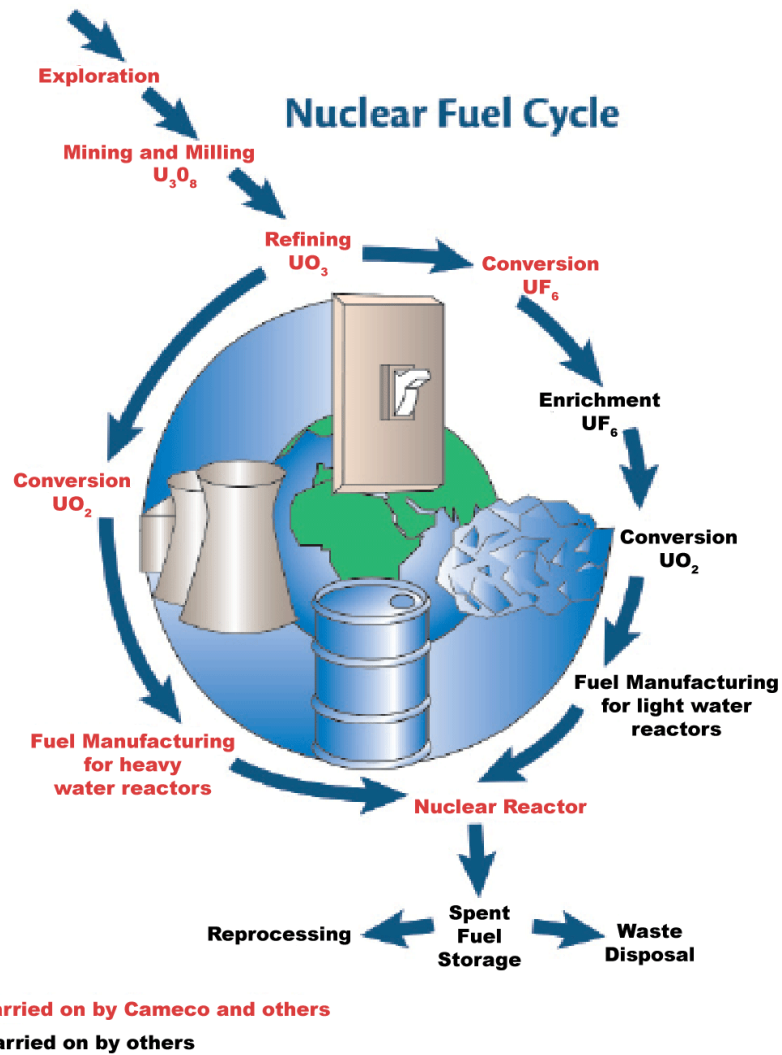 Exploration
Nuclear Fuel Cycle
Mining and Milling
U₃0₈
Refining
UO₃
Conversion
UF₆
Enrichment
UF₆
Conversion
UO₂
Conversion
UO₂
Fuel Manufacturing
for light water
reactors
Fuel Manufacturing
for heavy
water reactors
Nuclear Reactor
Reprocessing
Spent
Fuel
Storage
Waste
Disposal
arried on by Cameco and others
arried on by others